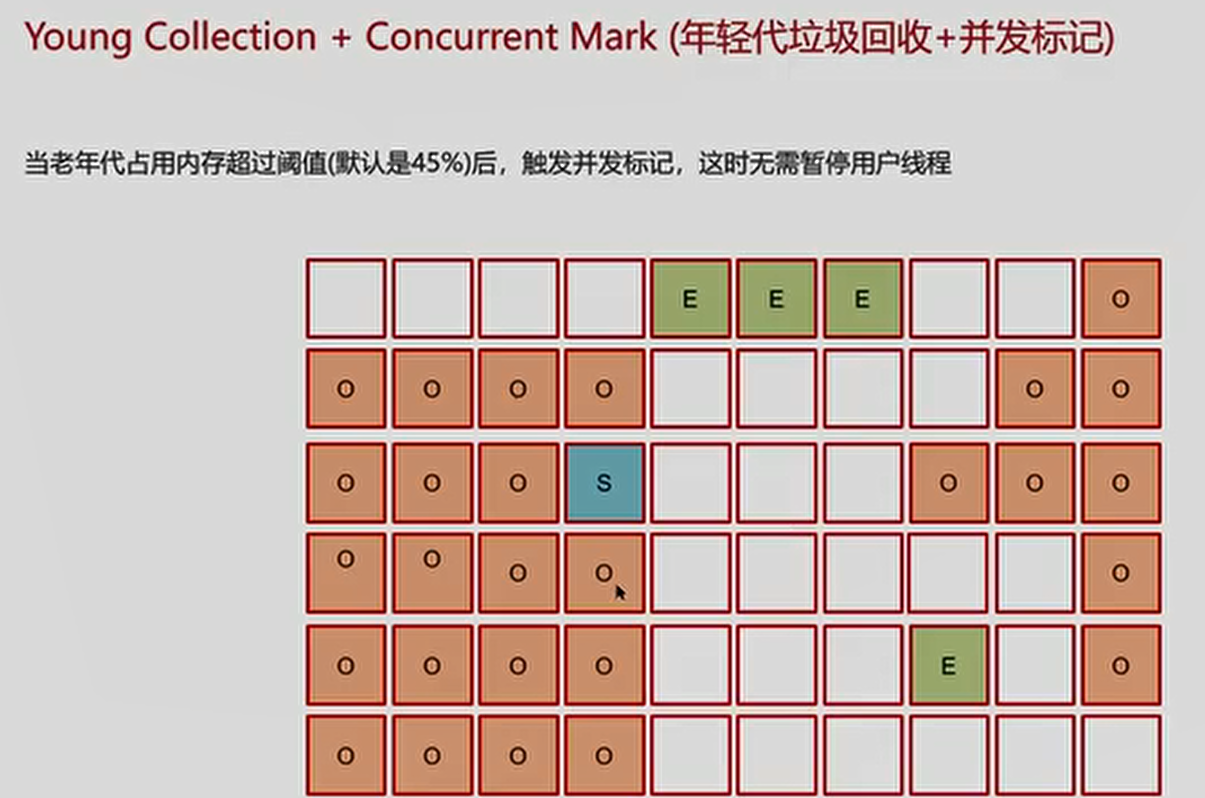 Young Collection + Concurrent Mark (年轻代垃圾回收+并发标记)
当老年代占用内存超过阈值(默认是45%)后，触发并发标记，这时无需暂停用户线程
E E E O
O O O O O O
O O O S O O O
O O O O O
O O O O E O
O O O O